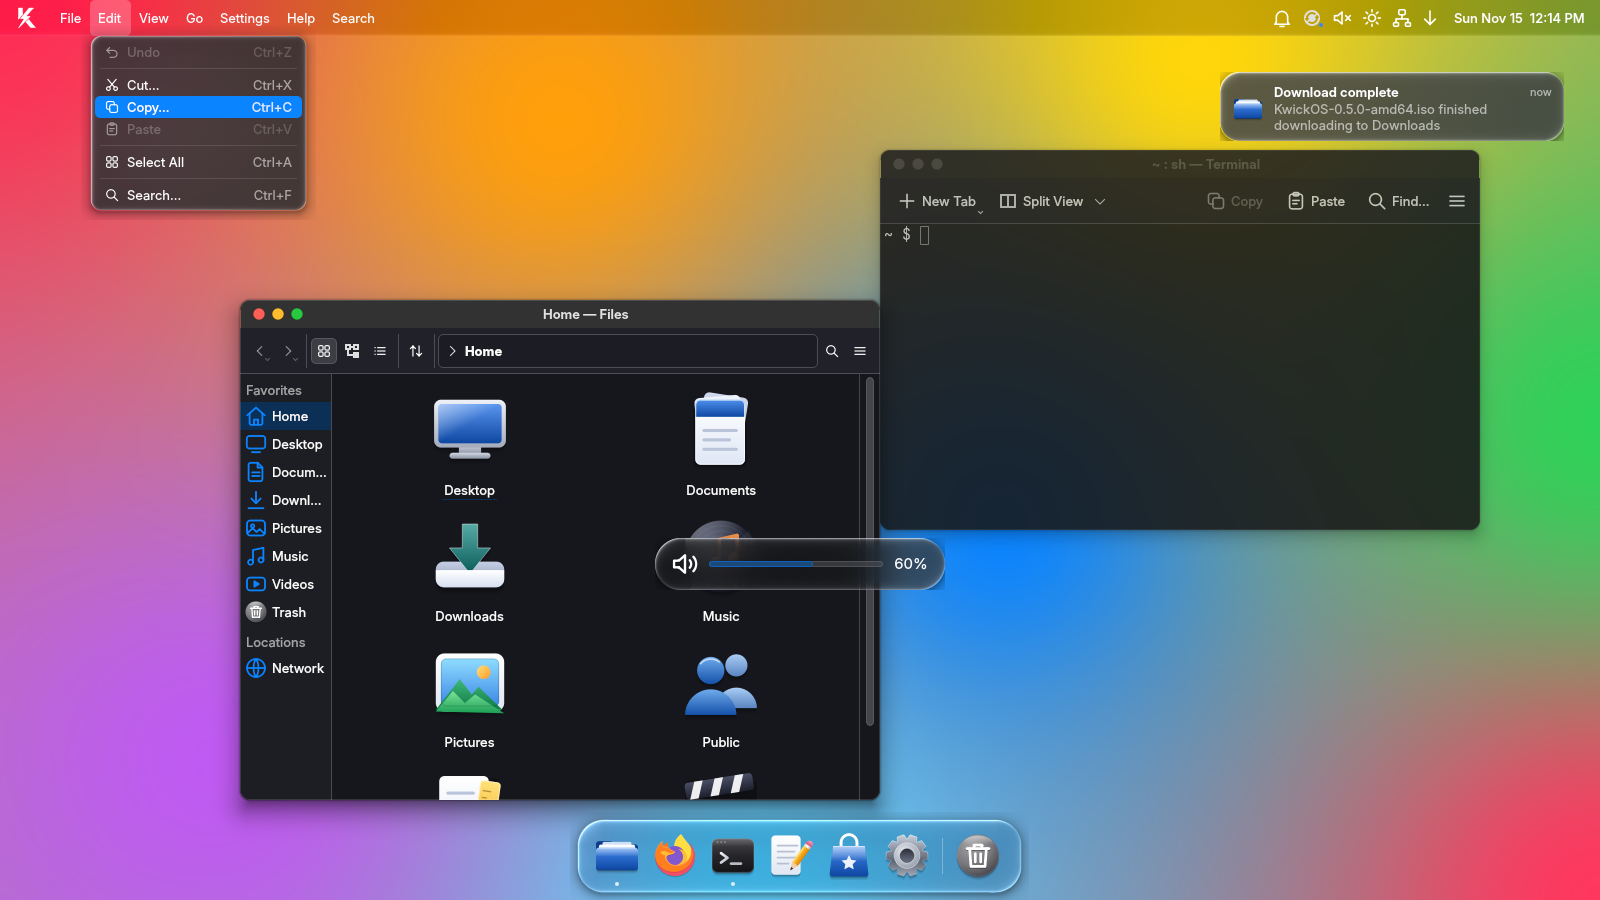 File Edit View Go Settings Help Search
Sun Nov 15 12:14 PM
Undo Ctrl+Z
Cut... Ctrl+X
Copy... Ctrl+C
Paste Ctrl+V
Select All Ctrl+A
Search... Ctrl+F
Download complete now
KwickOS-0.5.0-amd64.iso finished
downloading to Downloads
~ : sh — Terminal
New Tab Split View Copy Paste Find...
~ $
Home — Files
Home
Favorites
Home
Desktop
Docum...
Downl...
Pictures
Music
Videos
Trash
Locations
Network
Desktop Documents
Downloads Music
Pictures Public
60%